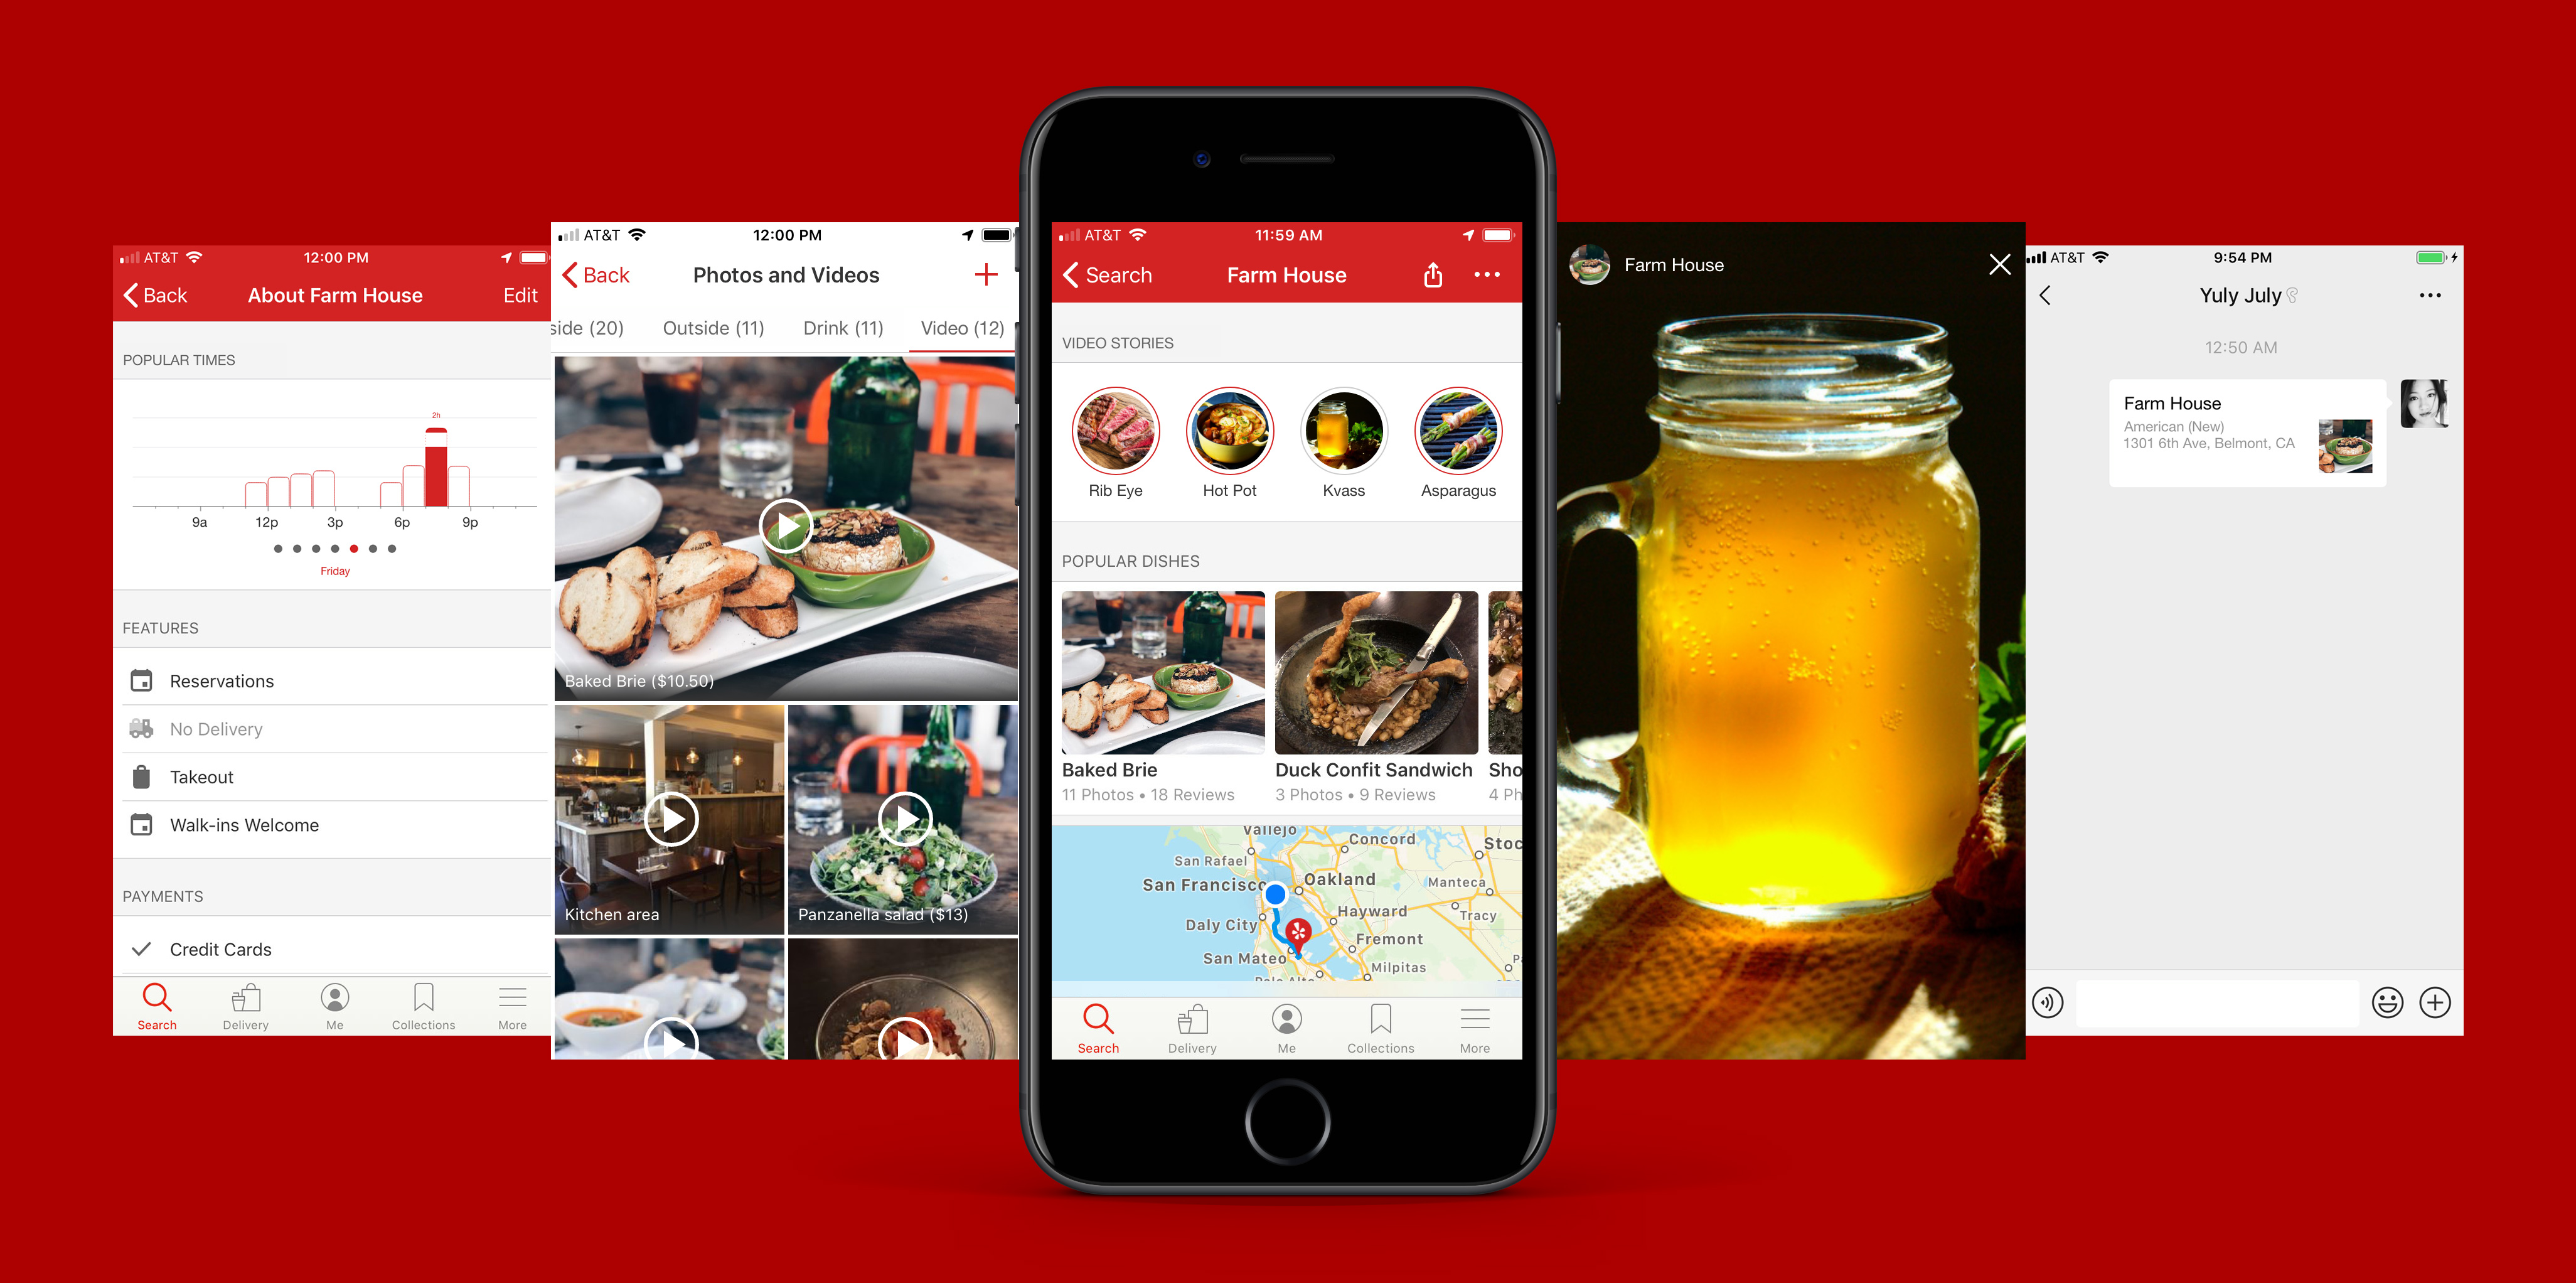 AT&T 12:00 PM
Back About Farm House Edit
POPULAR TIMES
2h
9a 12p 3p 6p 9p
Friday
FEATURES
Reservations
No Delivery
Takeout
Walk-ins Welcome
PAYMENTS
Credit Cards
Search Delivery Me Collections More
AT&T 12:00 PM
Back Photos and Videos
side (20) Outside (11) Drink (11) Video (12)
Baked Brie ($10.50)
Kitchen area
Panzanella salad ($13)
AT&T 11:59 AM
Search Farm House
VIDEO STORIES
Rib Eye Hot Pot Kvass Asparagus
POPULAR DISHES
Baked Brie Duck Confit Sandwich Sho
11 Photos • 18 Reviews 3 Photos • 9 Reviews 4 Ph
Vallejo
Concord
Stoc
San Rafael
San Francisco
Oakland
Manteca
Hayward
Tracy
Daly City
Fremont
San Mateo
Milpitas
Palo Alto
Search Delivery Me Collections More
Farm House
AT&T 9:54 PM
Yuly July
12:50 AM
Farm House
American (New)
1301 6th Ave, Belmont, CA